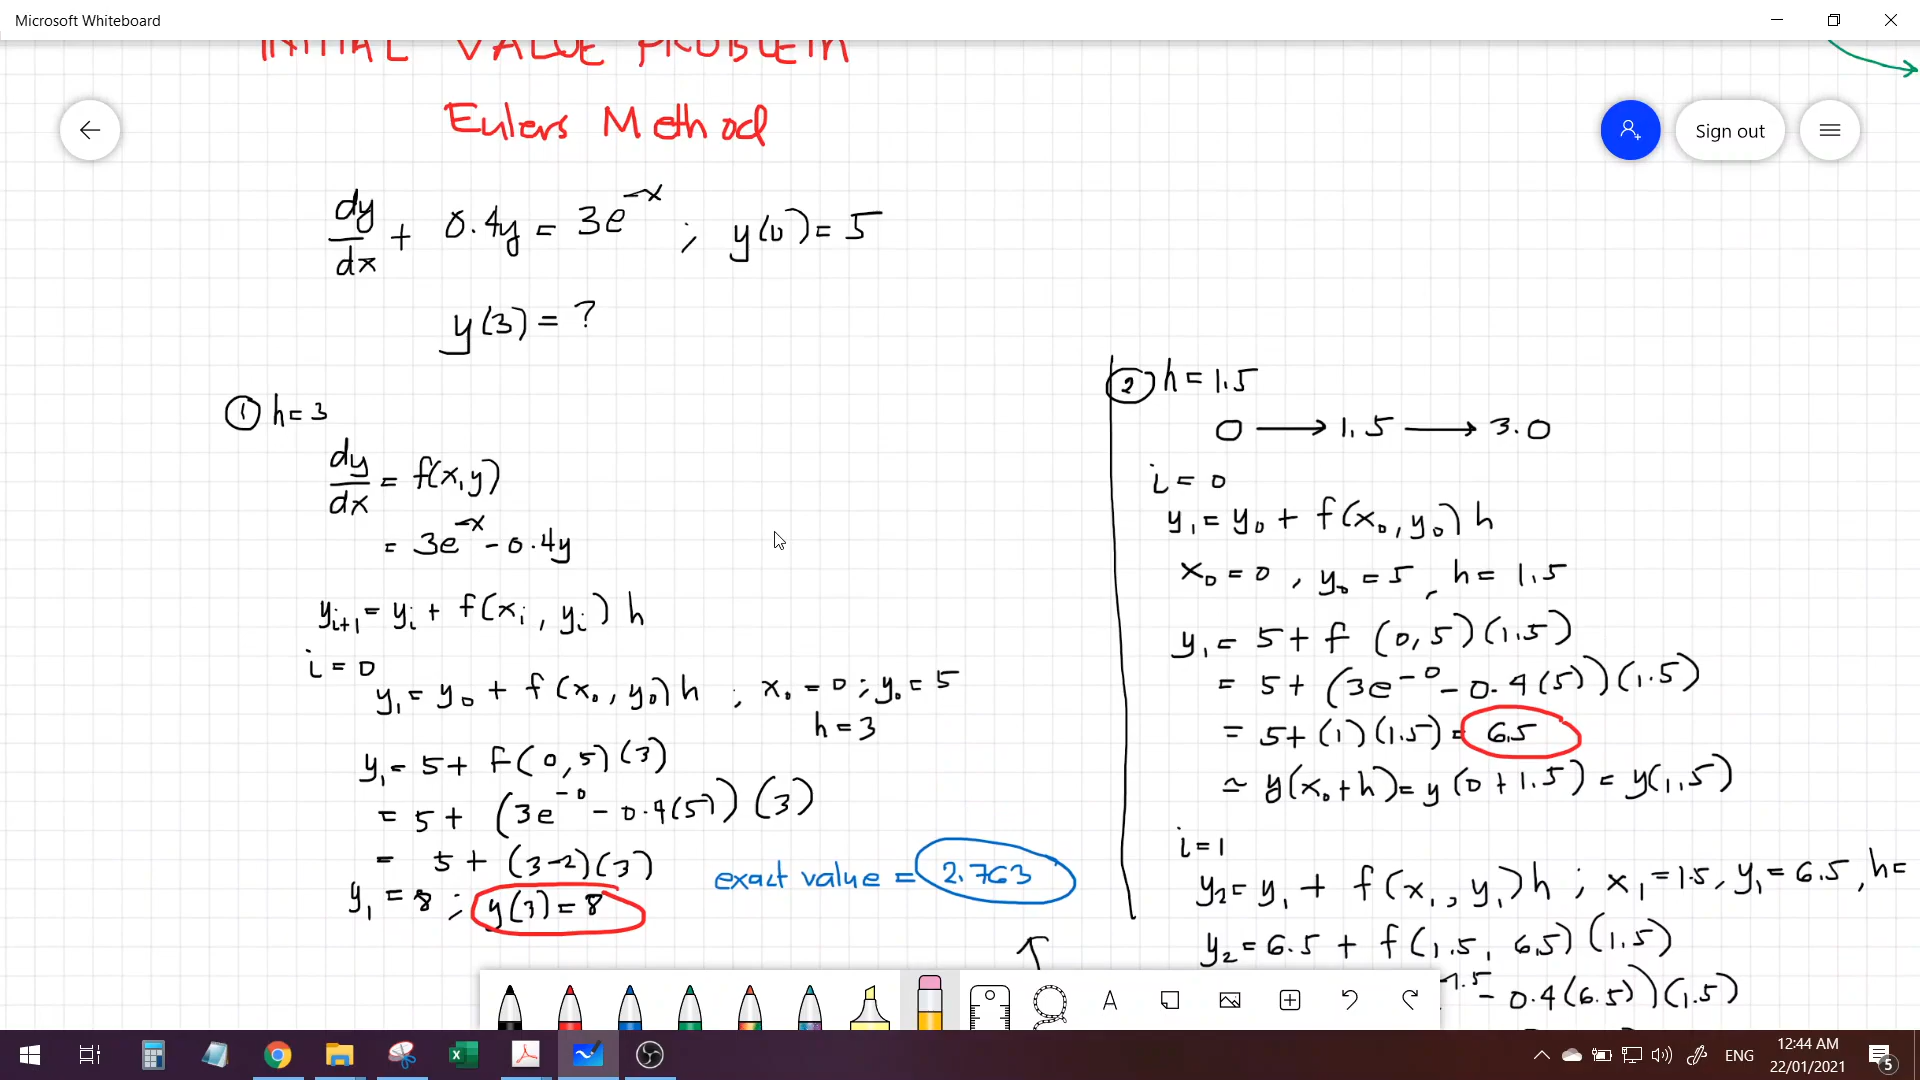 Microsoft Whiteboard
INITIAL VALUE PROBLEM
Eulers Method
Sign out
dy/dx + 0.4y = 3e^-x ; y(0) = 5
y(3) = ?
① h = 3
dy/dx = f(x,y)
= 3e^-x - 0.4y
y_i+1 = y_i + f(x_i, y_i) h
i = 0
y_1 = y_0 + f(x_0, y_0) h ; x_0 = 0 ; y_0 = 5
h = 3
y_1 = 5 + f(0,5)(3)
= 5 + (3e^-0 - 0.4(5))(3)
= 5 + (3-2)(3)
y_1 = 8 ; y(3) = 8
exact value = 2.763
② h = 1.5
0 → 1.5 → 3.0
i = 0
y_1 = y_0 + f(x_0, y_0) h
x_0 = 0, y_0 = 5, h = 1.5
y_1 = 5 + f (0,5)(1.5)
= 5 + (3e^-0 - 0.4(5))(1.5)
= 5 + (1)(1.5) = 6.5
≃ y(x_0+h) = y(0+1.5) = y(1.5)
i = 1
y_2 = y_1 + f(x_1, y_1)h ; x_1 = 1.5, y_1 = 6.5, h =
y_2 = 6.5 + f(1.5, 6.5)(1.5)
- 0.4(6.5))(1.5)
A
ENG
12:44 AM
22/01/2021
5